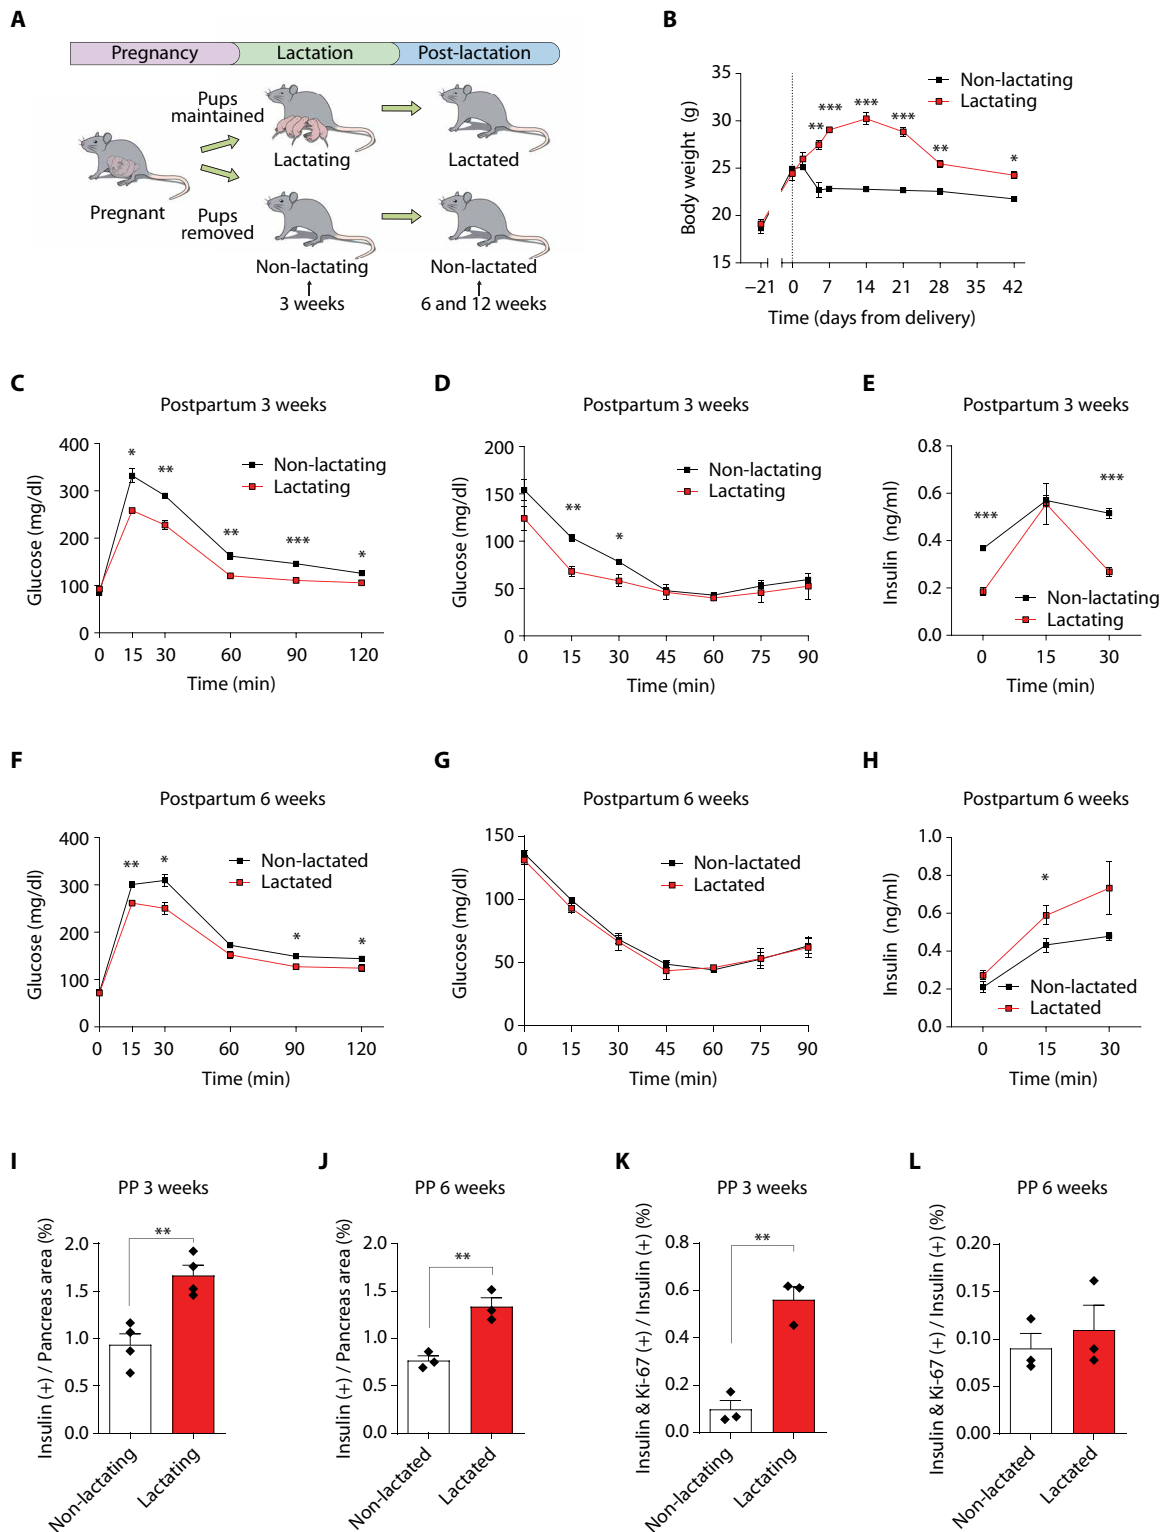 A
Pregnancy
Lactation
Post-lactation
Pups
maintained
Lactating
Lactated
Pregnant
Pups
removed
Non-lactating
Non-lactated
3 weeks
6 and 12 weeks
B
Non-lactating
Lactating
Body weight (g)
35
30
25
20
15
** *** *** *** ** *
−21 0 7 14 21 28 35 42
Time (days from delivery)
C
Postpartum 3 weeks
Non-lactating
Lactating
Glucose (mg/dl)
400
300
200
100
0
* ** ** *** *
0 15 30 60 90 120
Time (min)
D
Postpartum 3 weeks
Non-lactating
Lactating
Glucose (mg/dl)
200
150
100
50
0
** *
0 15 30 45 60 75 90
Time (min)
E
Postpartum 3 weeks
Insulin (ng/ml)
0.8
0.6
0.4
0.2
0.0
*** ***
Non-lactating
Lactating
0 15 30
Time (min)
F
Postpartum 6 weeks
Non-lactated
Lactated
Glucose (mg/dl)
400
300
200
100
0
** * * *
0 15 30 60 90 120
Time (min)
G
Postpartum 6 weeks
Non-lactated
Lactated
Glucose (mg/dl)
150
100
50
0
0 15 30 45 60 75 90
Time (min)
H
Postpartum 6 weeks
Insulin (ng/ml)
1.0
0.8
0.6
0.4
0.2
0.0
*
Non-lactated
Lactated
0 15 30
Time (min)
I
PP 3 weeks
Insulin (+) / Pancreas area (%)
2.0
1.5
1.0
0.5
0.0
**
Non-lactating
Lactating
J
PP 6 weeks
Insulin (+) / Pancreas area (%)
2.0
1.5
1.0
0.5
0.0
**
Non-lactated
Lactated
K
PP 3 weeks
Insulin & Ki-67 (+) / Insulin (+) (%)
0.8
0.6
0.4
0.2
0.0
**
Non-lactating
Lactating
L
PP 6 weeks
Insulin & Ki-67 (+) / Insulin (+) (%)
0.20
0.15
0.10
0.05
0.00
Non-lactated
Lactated